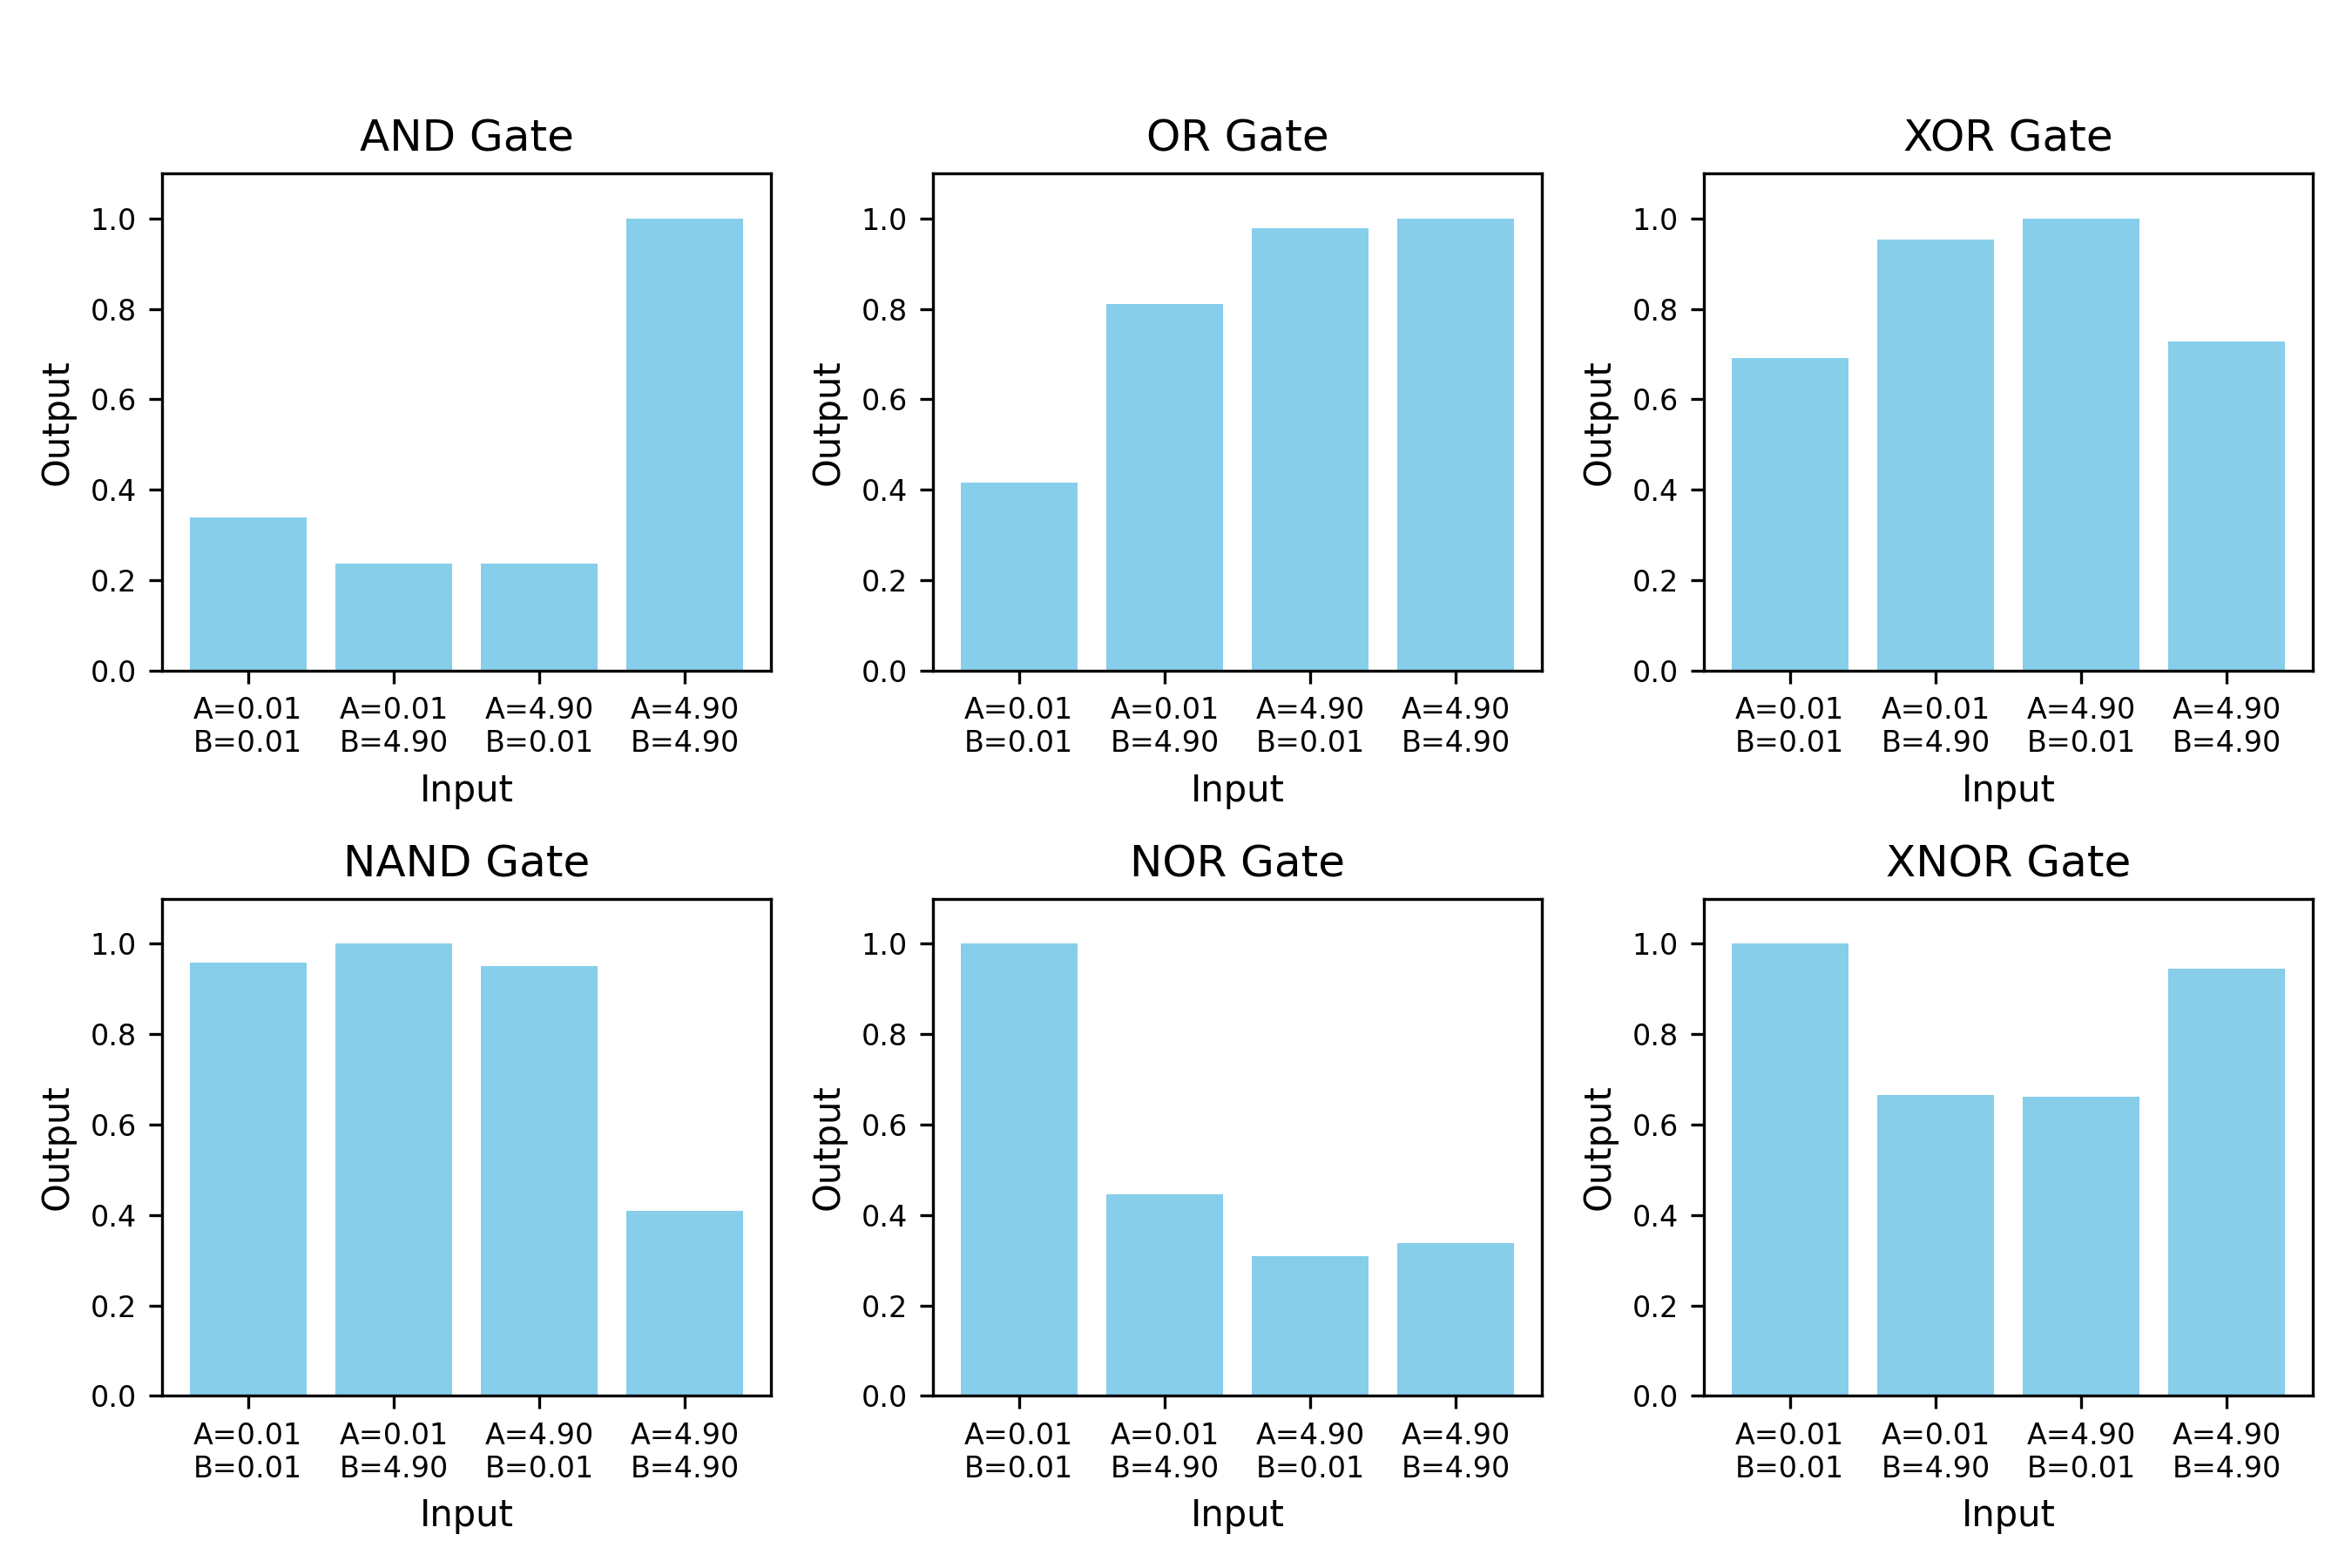 AND Gate
Output
1.0
0.8
0.6
0.4
0.2
0.0
A=0.01 A=0.01 A=4.90 A=4.90
B=0.01 B=4.90 B=0.01 B=4.90
Input
OR Gate
Output
1.0
0.8
0.6
0.4
0.2
0.0
A=0.01 A=0.01 A=4.90 A=4.90
B=0.01 B=4.90 B=0.01 B=4.90
Input
XOR Gate
Output
1.0
0.8
0.6
0.4
0.2
0.0
A=0.01 A=0.01 A=4.90 A=4.90
B=0.01 B=4.90 B=0.01 B=4.90
Input
NAND Gate
Output
1.0
0.8
0.6
0.4
0.2
0.0
A=0.01 A=0.01 A=4.90 A=4.90
B=0.01 B=4.90 B=0.01 B=4.90
Input
NOR Gate
Output
1.0
0.8
0.6
0.4
0.2
0.0
A=0.01 A=0.01 A=4.90 A=4.90
B=0.01 B=4.90 B=0.01 B=4.90
Input
XNOR Gate
Output
1.0
0.8
0.6
0.4
0.2
0.0
A=0.01 A=0.01 A=4.90 A=4.90
B=0.01 B=4.90 B=0.01 B=4.90
Input